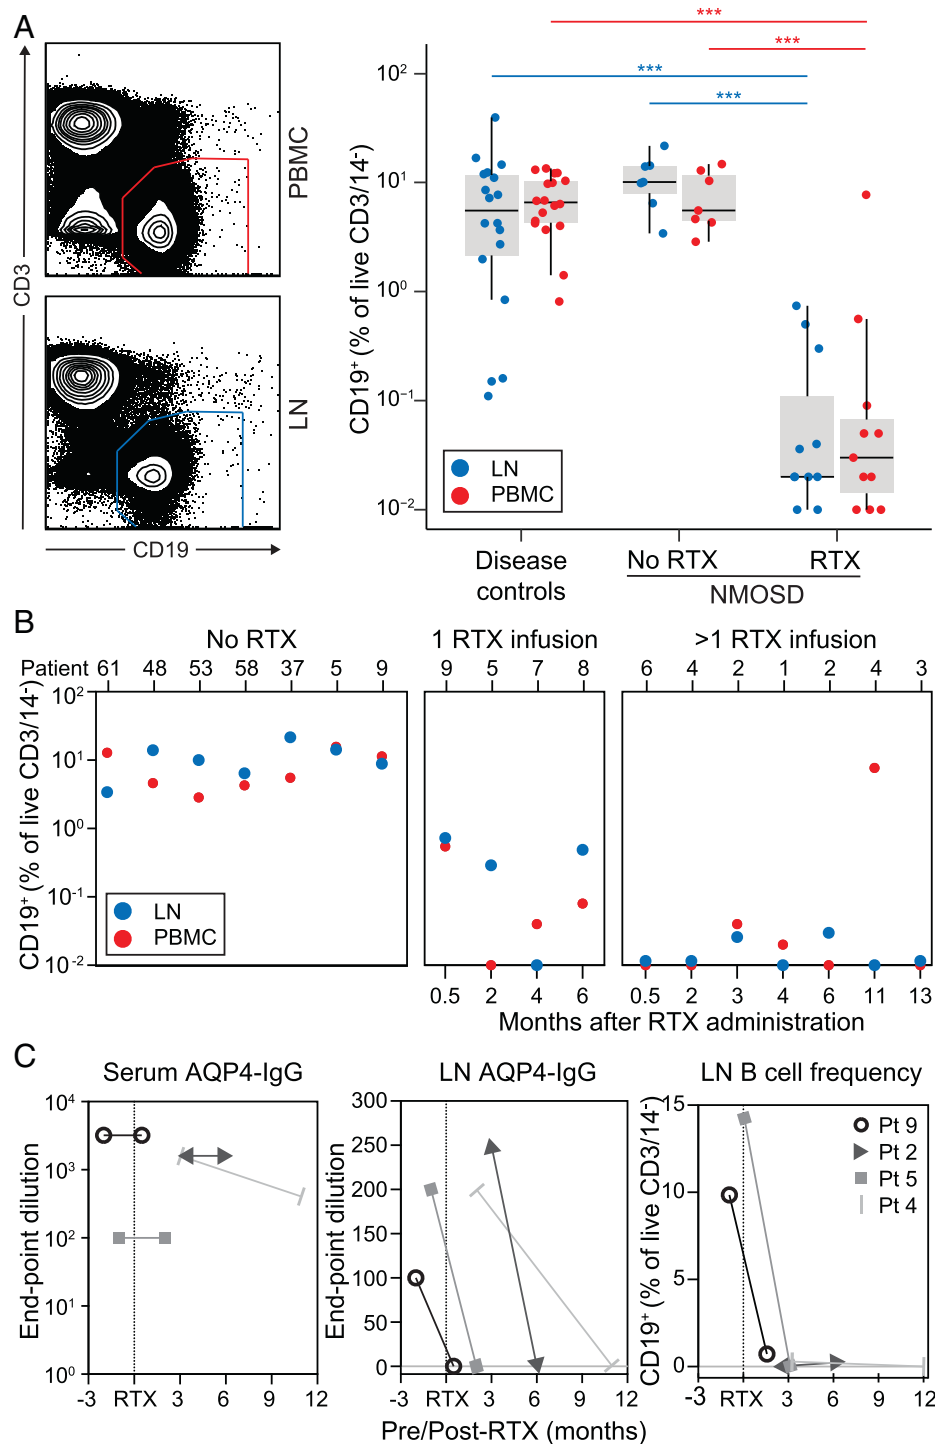 A
CD3
PBMC
LN
CD19
CD19+ (% of live CD3/14-)
10²
10¹
10⁰
10⁻¹
10⁻²
***
***
***
***
LN
PBMC
Disease controls
No RTX
RTX
NMOSD
B
No RTX
1 RTX infusion
>1 RTX infusion
Patient 61 48 53 58 37 5 9
9 5 7 8
6 4 2 1 2 4 3
CD19+ (% of live CD3/14-)
10²
10¹
10⁰
10⁻¹
10⁻²
LN
PBMC
0.5 2 4 6
0.5 2 3 4 6 11 13
Months after RTX administration
C
Serum AQP4-IgG
End-point dilution
10⁴
10³
10²
10¹
10⁰
-3 RTX 3 6 9 12
LN AQP4-IgG
End-point dilution
300
250
200
150
100
50
0
-3 RTX 3 6 9 12
LN B cell frequency
CD19+ (% of live CD3/14-)
15
10
5
0
Pt 9
Pt 2
Pt 5
Pt 4
-3 RTX 3 6 9 12
Pre/Post-RTX (months)